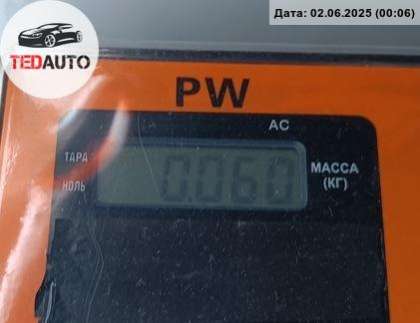 Дата: 02.06.2025 (00:06)
TEDAUTO
PW
AC
ТАРА
НОЛЬ
0.060
МАССА
(КГ)